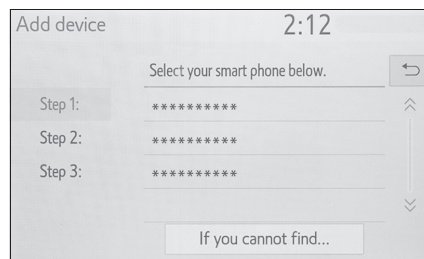 Add device 2:12
Select your smart phone below.
Step 1: **********
Step 2: **********
Step 3: **********
If you cannot find...